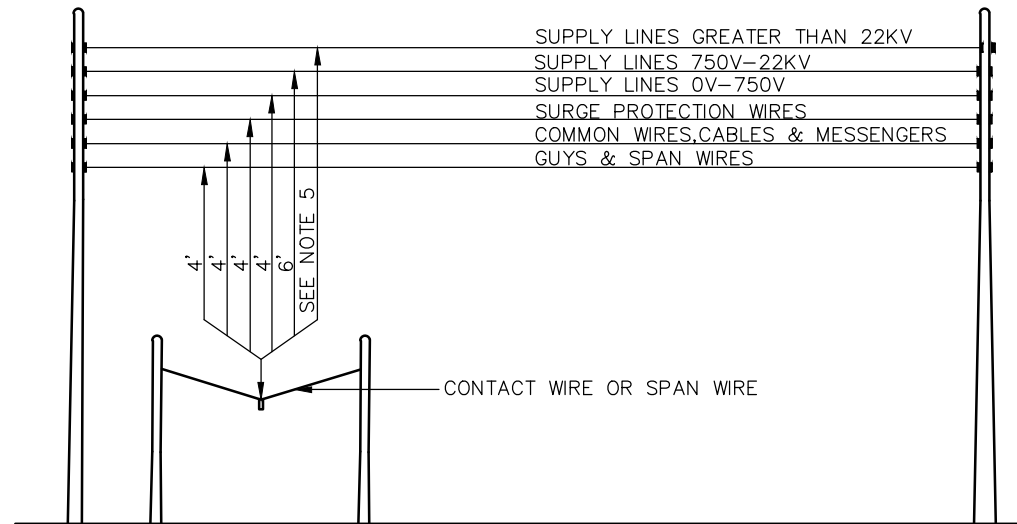 SUPPLY LINES GREATER THAN 22KV
SUPPLY LINES 750V-22KV
SUPPLY LINES 0V-750V
SURGE PROTECTION WIRES
COMMON WIRES,CABLES & MESSENGERS
GUYS & SPAN WIRES
4'
4'
4'
4'
6'
SEE NOTE 5
CONTACT WIRE OR SPAN WIRE